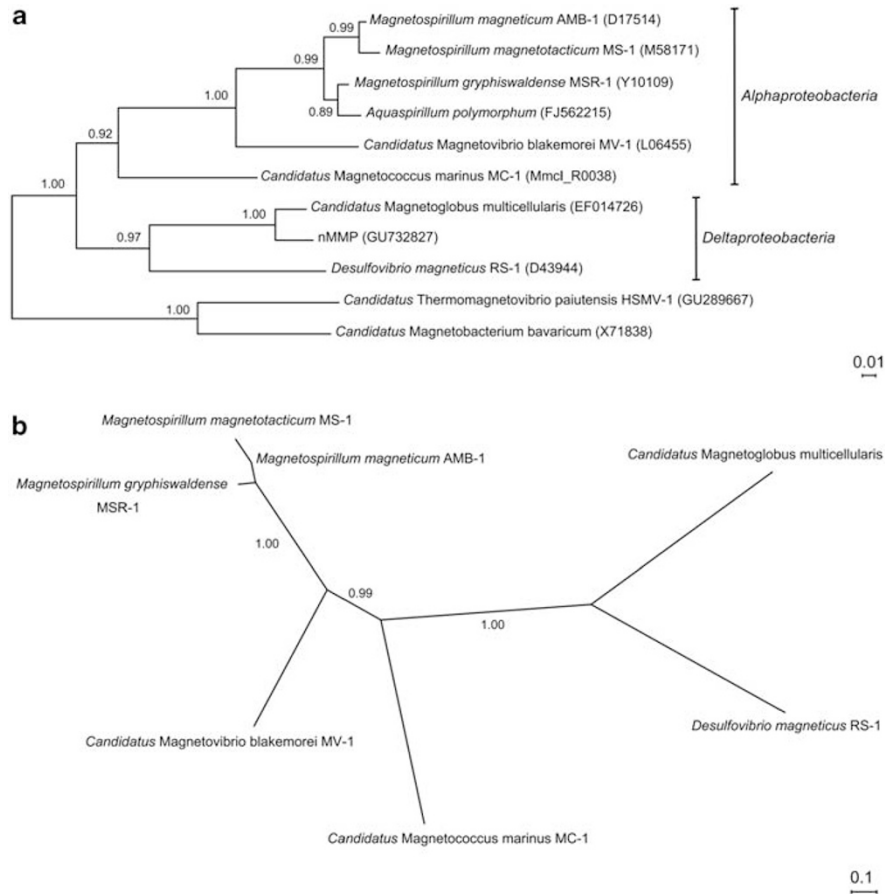 a
Magnetospirillum magneticum AMB-1 (D17514)
0.99
Magnetospirillum magnetotacticum MS-1 (M58171)
0.99
Magnetospirillum gryphiswaldense MSR-1 (Y10109)
1.00
Alphaproteobacteria
0.89
Aquaspirillum polymorphum (FJ562215)
0.92
Candidatus Magnetovibrio blakemorei MV-1 (L06455)
Candidatus Magnetococcus marinus MC-1 (Mmcl_R0038)
1.00
Candidatus Magnetoglobus multicellularis (EF014726)
1.00
nMMP (GU732827)
Deltaproteobacteria
0.97
Desulfovibrio magneticus RS-1 (D43944)
Candidatus Thermomagnetovibrio paiutensis HSMV-1 (GU289667)
1.00
Candidatus Magnetobacterium bavaricum (X71838)
0.01
b
Magnetospirillum magnetotacticum MS-1
Magnetospirillum magneticum AMB-1
Candidatus Magnetoglobus multicellularis
Magnetospirillum gryphiswaldense
MSR-1
1.00
0.99
1.00
Desulfovibrio magneticus RS-1
Candidatus Magnetovibrio blakemorei MV-1
Candidatus Magnetococcus marinus MC-1
0.1